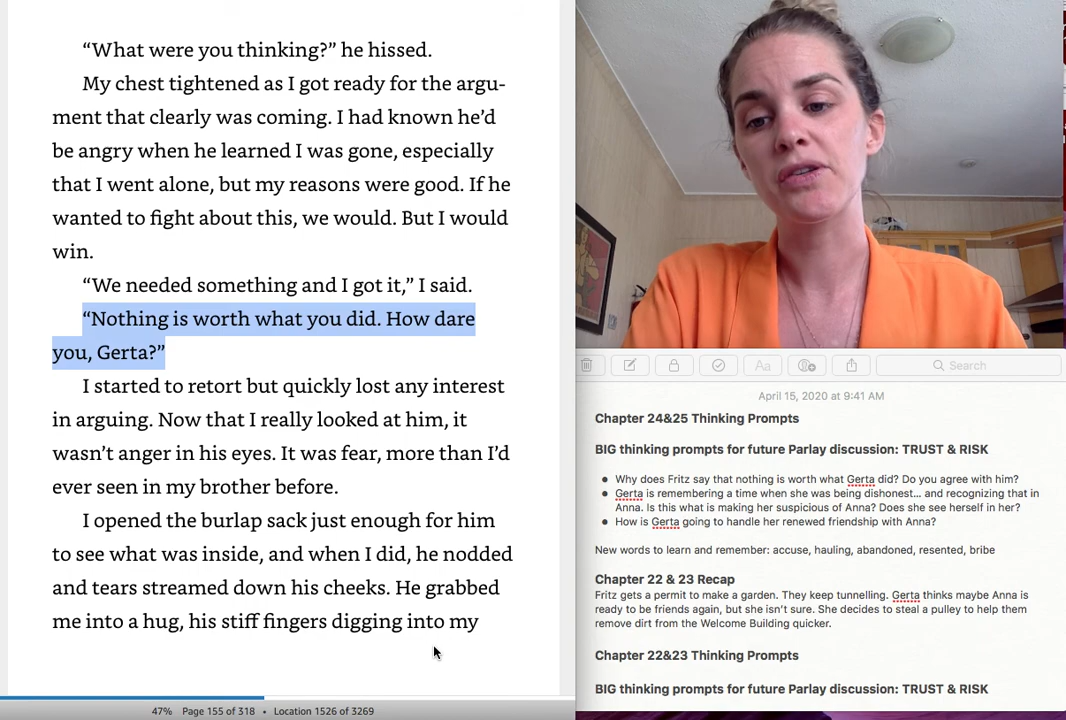 “What were you thinking?” he hissed.
My chest tightened as I got ready for the argu-
ment that clearly was coming. I had known he’d
be angry when he learned I was gone, especially
that I went alone, but my reasons were good. If he
wanted to fight about this, we would. But I would
win.
“We needed something and I got it,” I said.
“Nothing is worth what you did. How dare
you, Gerta?”
I started to retort but quickly lost any interest
in arguing. Now that I really looked at him, it
wasn’t anger in his eyes. It was fear, more than I’d
ever seen in my brother before.
I opened the burlap sack just enough for him
to see what was inside, and when I did, he nodded
and tears streamed down his cheeks. He grabbed
me into a hug, his stiff fingers digging into my
47% Page 155 of 318 • Location 1526 of 3269
Aa
Search
April 15, 2020 at 9:41 AM
Chapter 24&25 Thinking Prompts
BIG thinking prompts for future Parlay discussion: TRUST & RISK
• Why does Fritz say that nothing is worth what Gerta did? Do you agree with him?
• Gerta is remembering a time when she was being dishonest... and recognizing that in
Anna. Is this what is making her suspicious of Anna? Does she see herself in her?
• How is Gerta going to handle her renewed friendship with Anna?
New words to learn and remember: accuse, hauling, abandoned, resented, bribe
Chapter 22 & 23 Recap
Fritz gets a permit to make a garden. They keep tunnelling. Gerta thinks maybe Anna is
ready to be friends again, but she isn’t sure. She decides to steal a pulley to help them
remove dirt from the Welcome Building quicker.
Chapter 22&23 Thinking Prompts
BIG thinking prompts for future Parlay discussion: TRUST & RISK